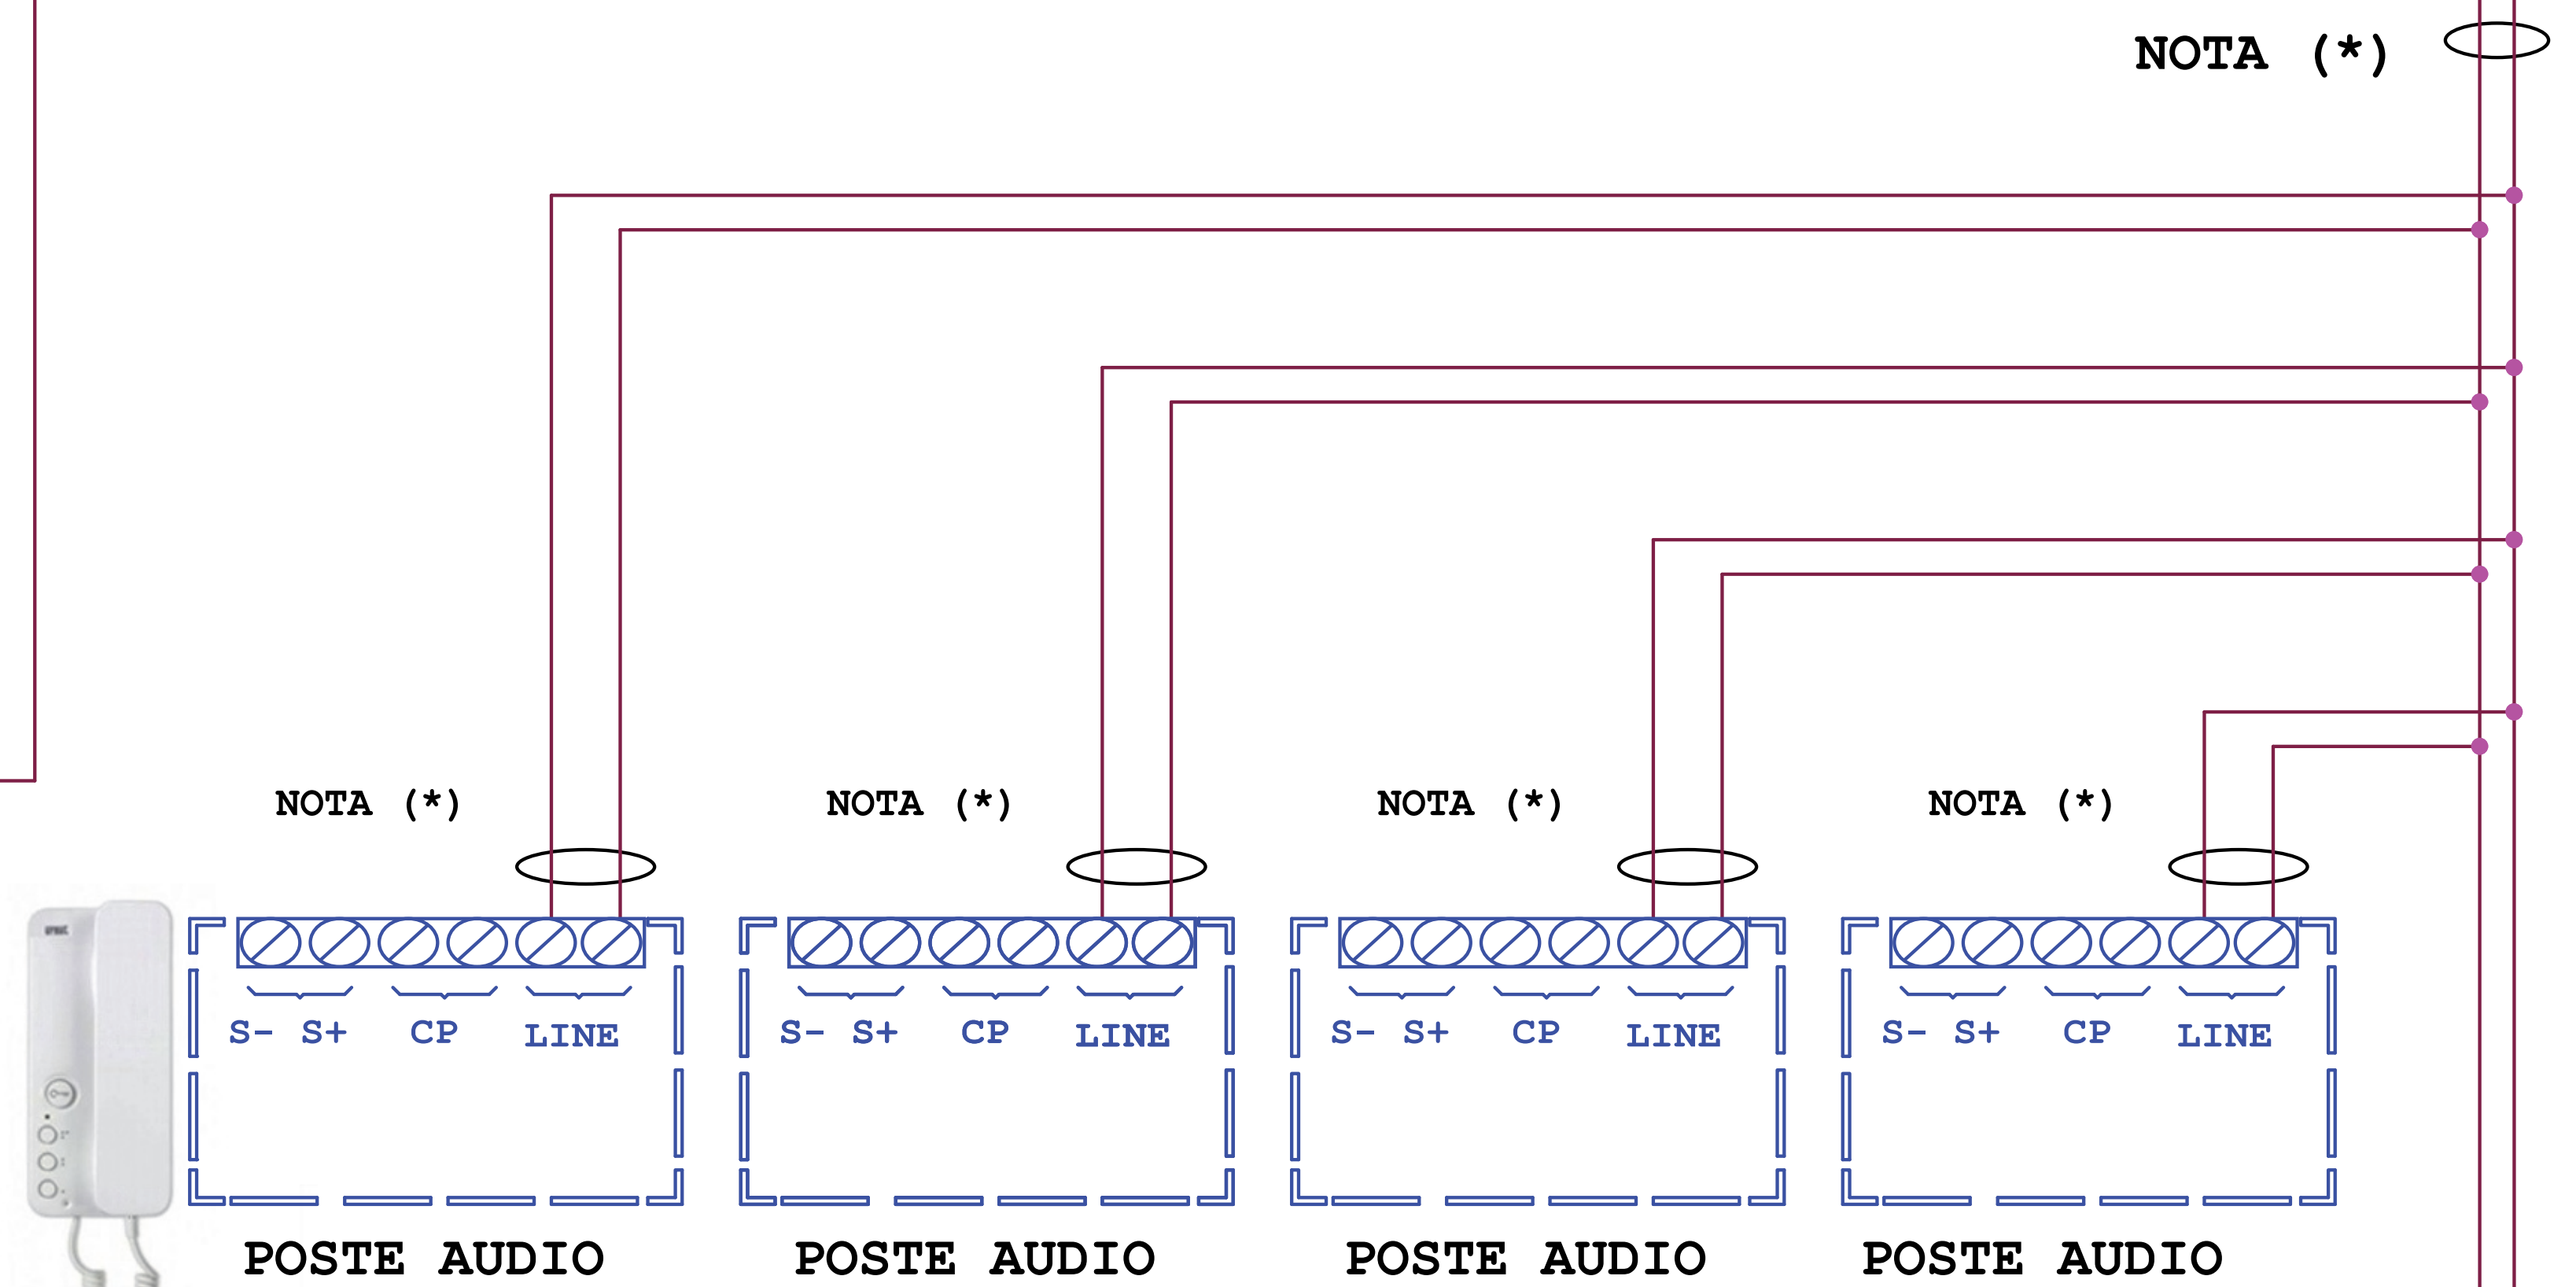 NOTA (*)
NOTA (*) NOTA (*) NOTA (*) NOTA (*)
S- S+ CP LINE S- S+ CP LINE S- S+ CP LINE S- S+ CP LINE
POSTE AUDIO POSTE AUDIO POSTE AUDIO POSTE AUDIO